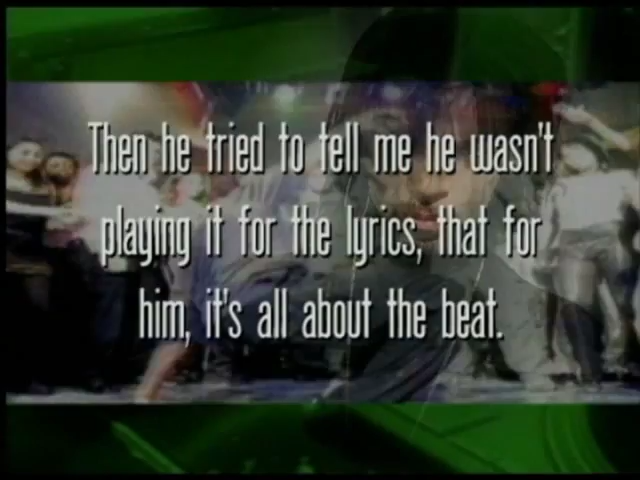 Then he tried to tell me he wasn't
playing it for the lyrics, that for
him, it's all about the beat.